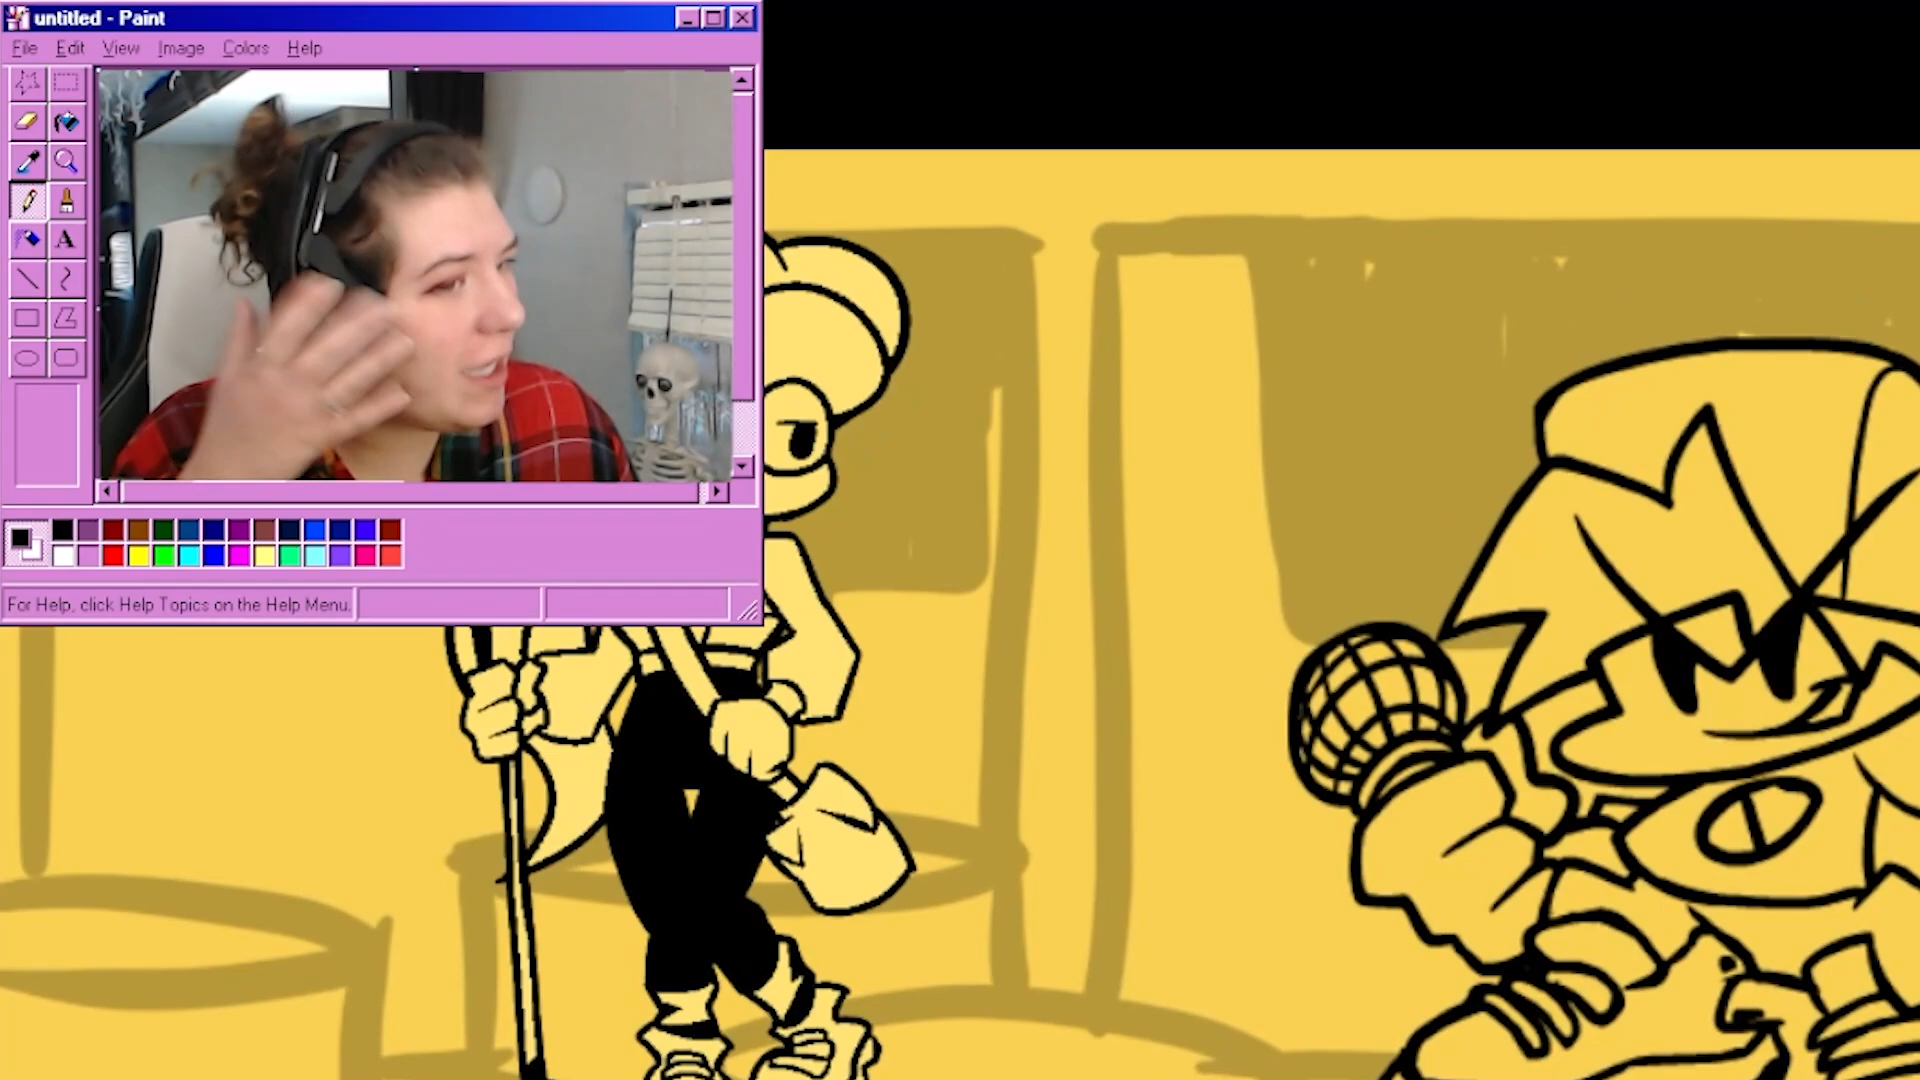 untitled - Paint
File Edit View Image Colors Help
A
For Help, click Help Topics on the Help Menu.